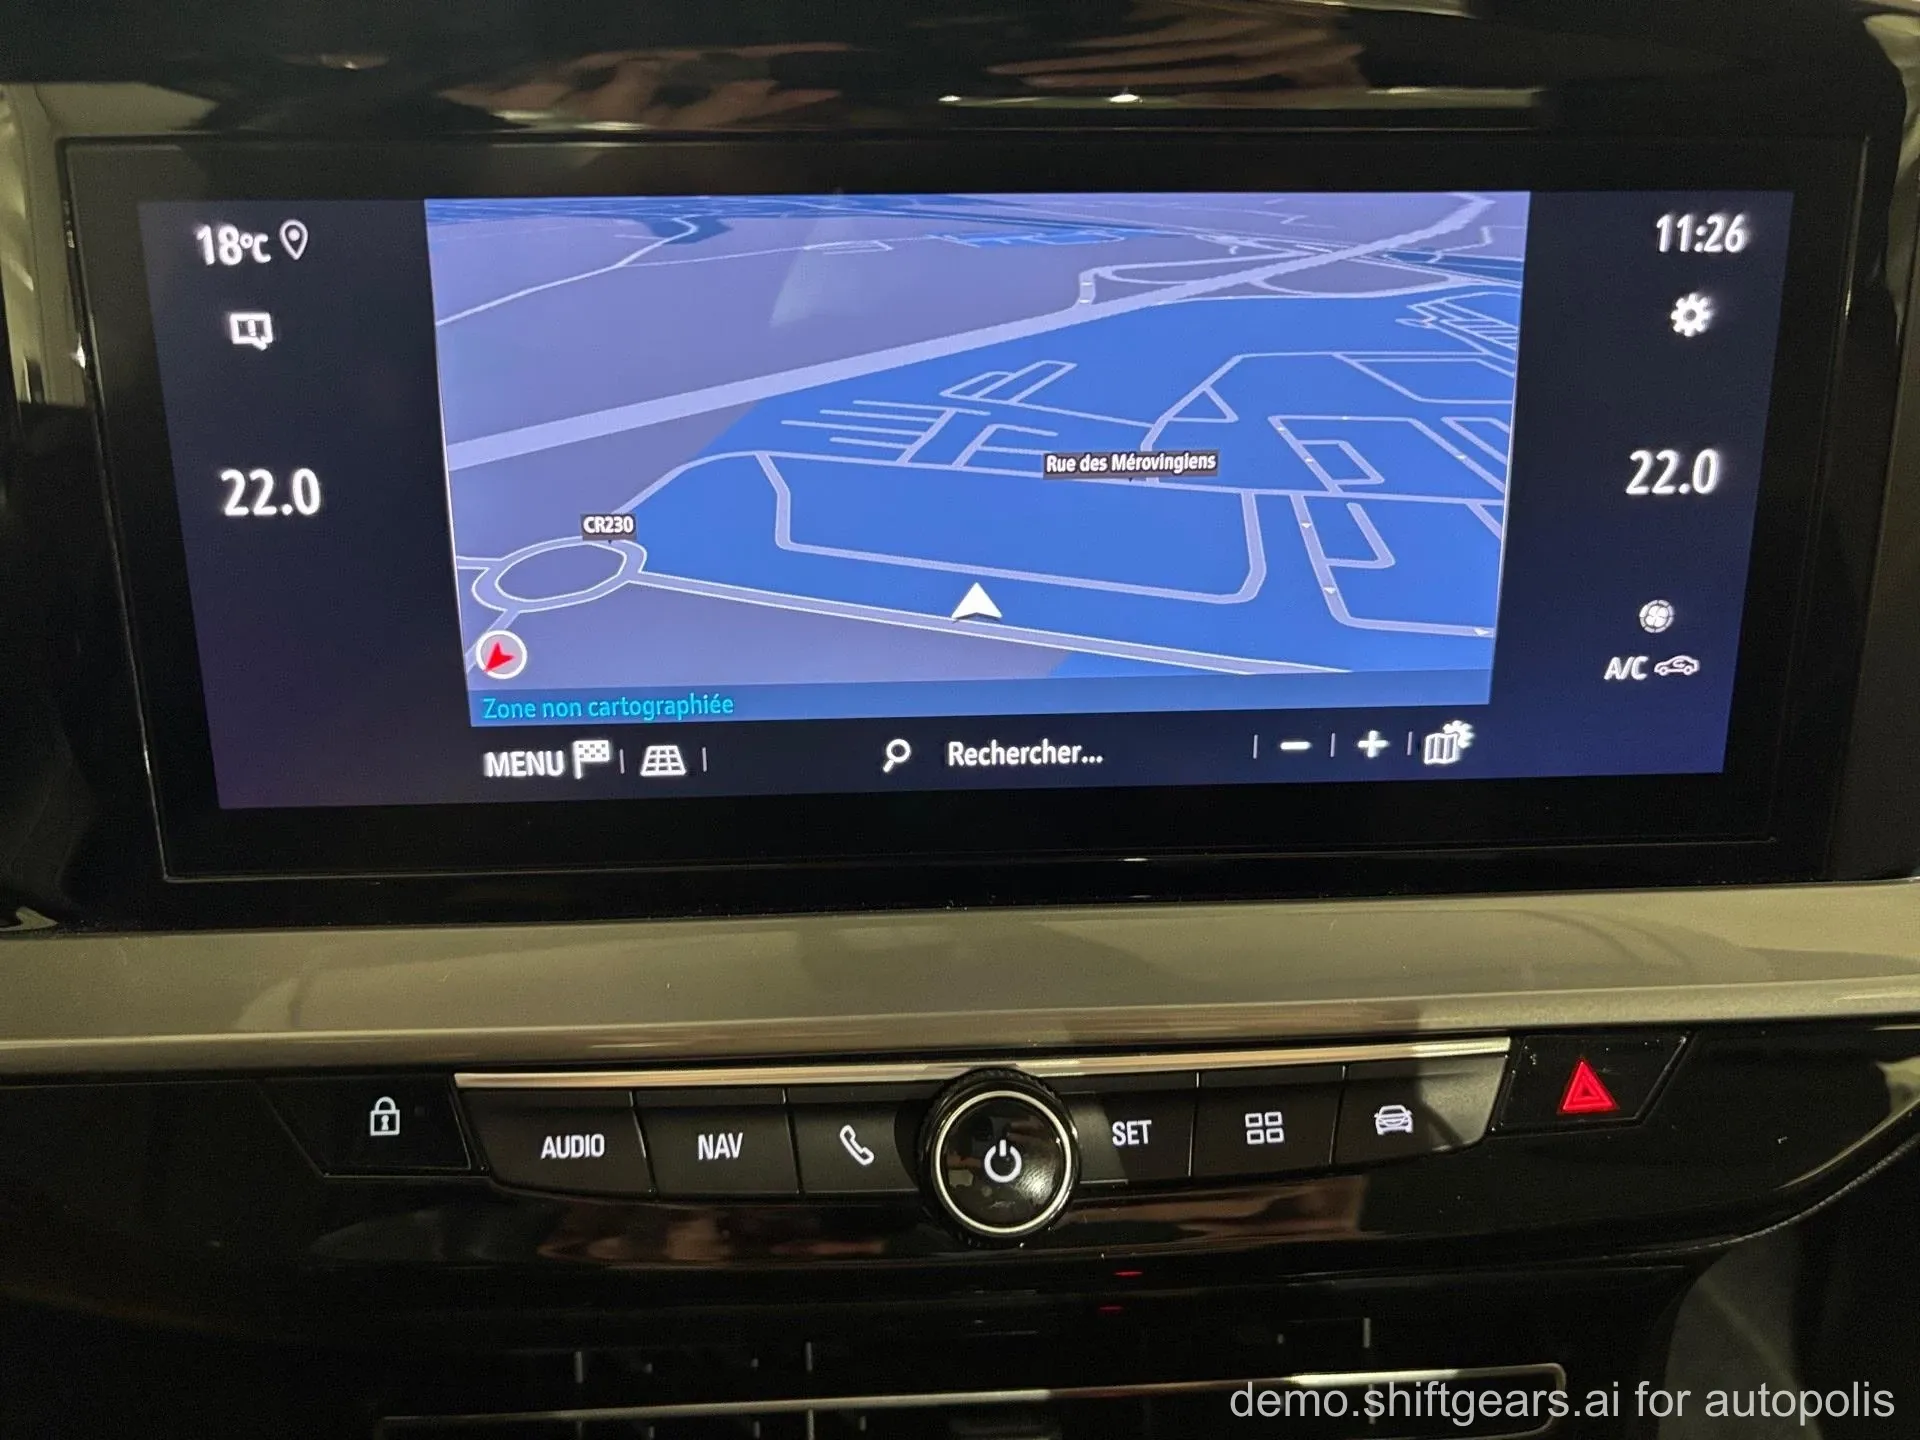 18°C
11:26
22.0
22.0
Rue des Mérovingiens
CR230
A/C
Zone non cartographiée
MENU
Rechercher...
AUDIO
NAV
SET
demo.shiftgears.ai for autopolis